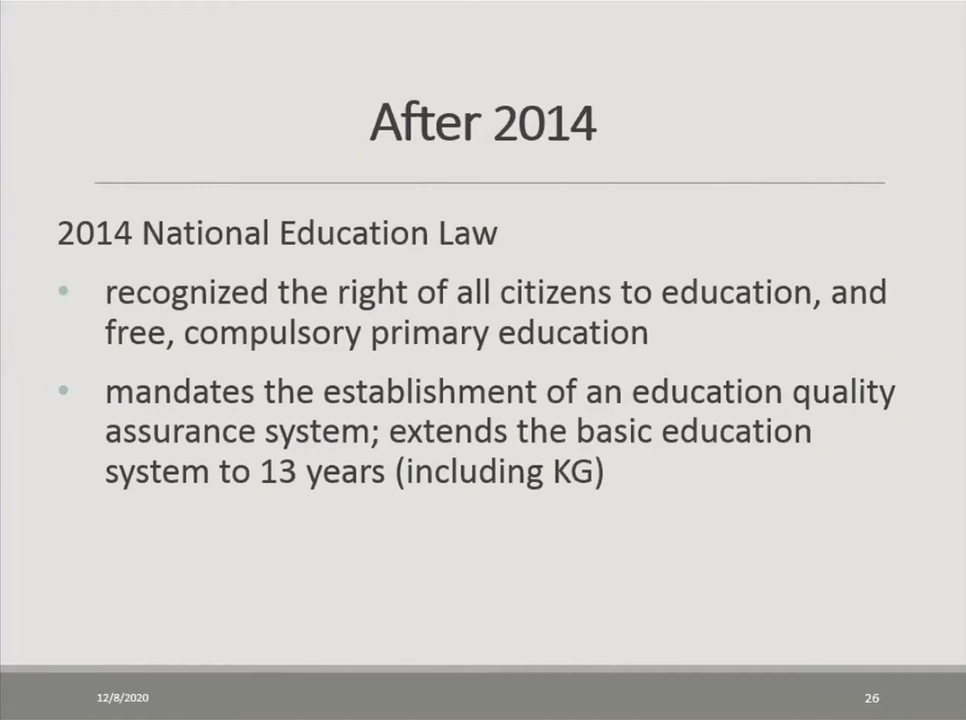 After 2014
2014 National Education Law
• recognized the right of all citizens to education, and
free, compulsory primary education
• mandates the establishment of an education quality
assurance system; extends the basic education
system to 13 years (including KG)
12/8/2020
26